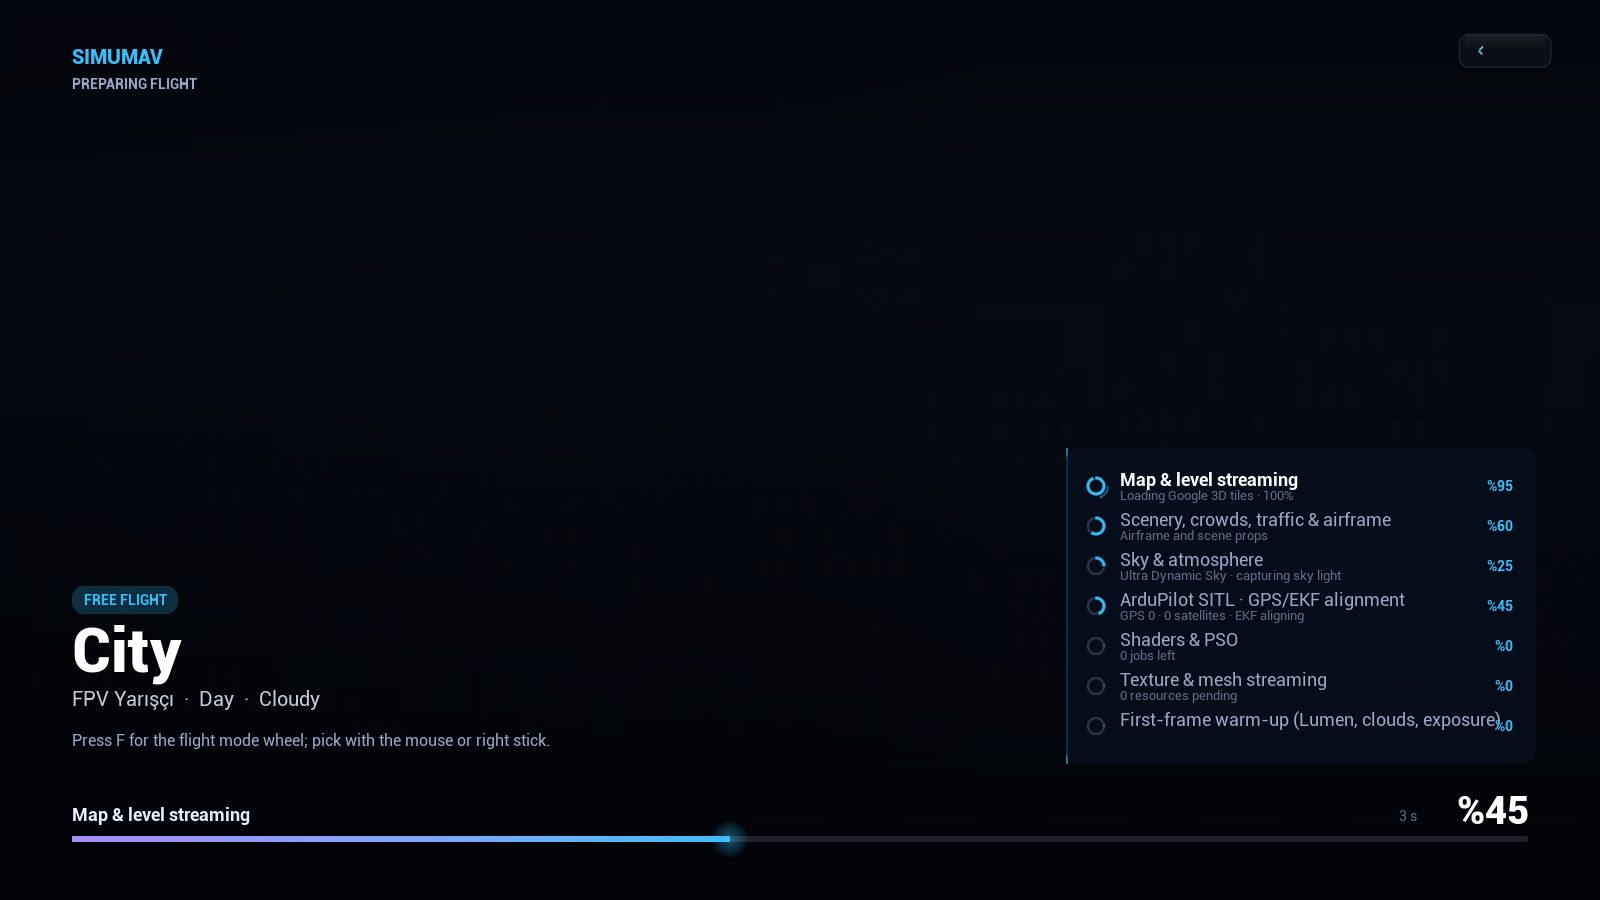 SIMUMAV
PREPARING FLIGHT
Map & level streaming
Loading Google 3D tiles · 100%
%95
Scenery, crowds, traffic & airframe
Airframe and scene props
%60
Sky & atmosphere
Ultra Dynamic Sky · capturing sky light
%25
ArduPilot SITL · GPS/EKF alignment
GPS 0 · 0 satellites · EKF aligning
%45
Shaders & PSO
0 jobs left
%0
Texture & mesh streaming
0 resources pending
%0
First-frame warm-up (Lumen, clouds, exposure)
%0
FREE FLIGHT
City
FPV Yarışçı · Day · Cloudy
Press F for the flight mode wheel; pick with the mouse or right stick.
Map & level streaming
3 s
%45